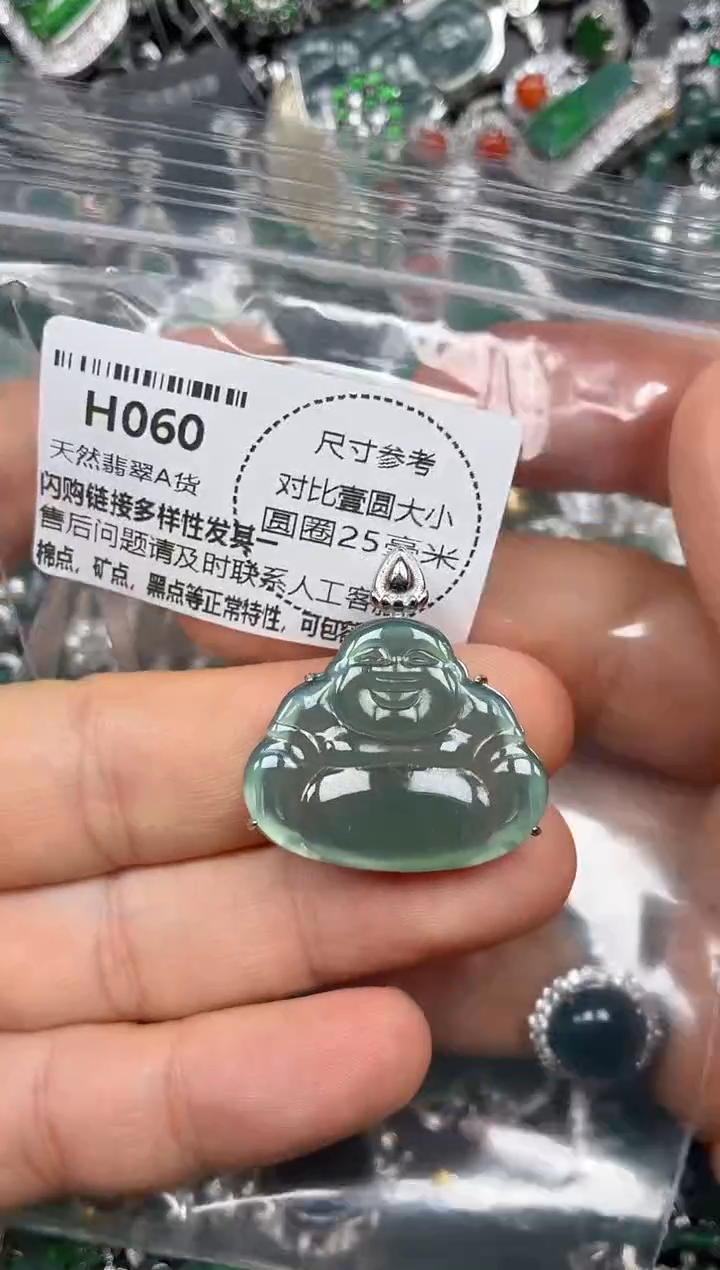 H060
天然翡翠A货
闪购链接多样性发其一
售后问题请及时联系人工客
棉点，矿点，黑点等正常特性，可包容
尺寸参考
对比壹圆大小
圆圈25毫米